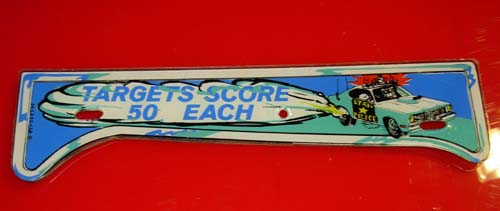 TARGETS SCORE
50 EACH
STATE
POLICE